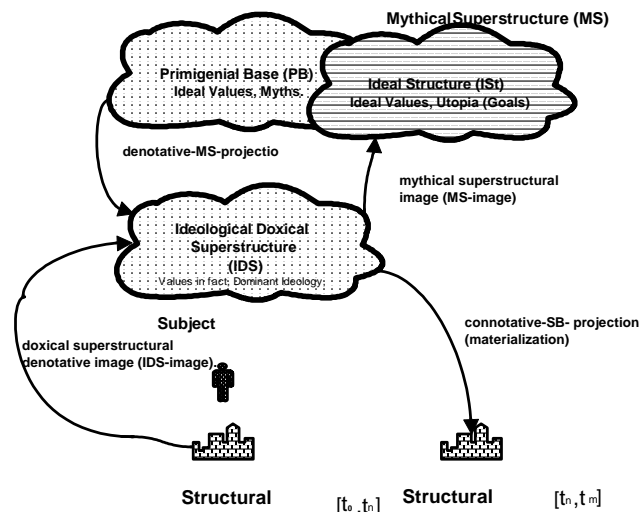 Mythical Superstructure (MS)
Primigenial Base (PB)
Ideal Values, Myths.
Ideal Structure (ISt)
Ideal Values, Utopia (Goals)
denotative-MS-projectio
mythical superstructural
image (MS-image)
Ideological Doxical
Superstructure
(IDS)
Values in fact, Dominant Ideology
Subject
doxical superstructural
denotative image (IDS-image).
connotative-SB- projection
(materialization)
Structural [t₀,tₙ] Structural [tₙ,tₘ]